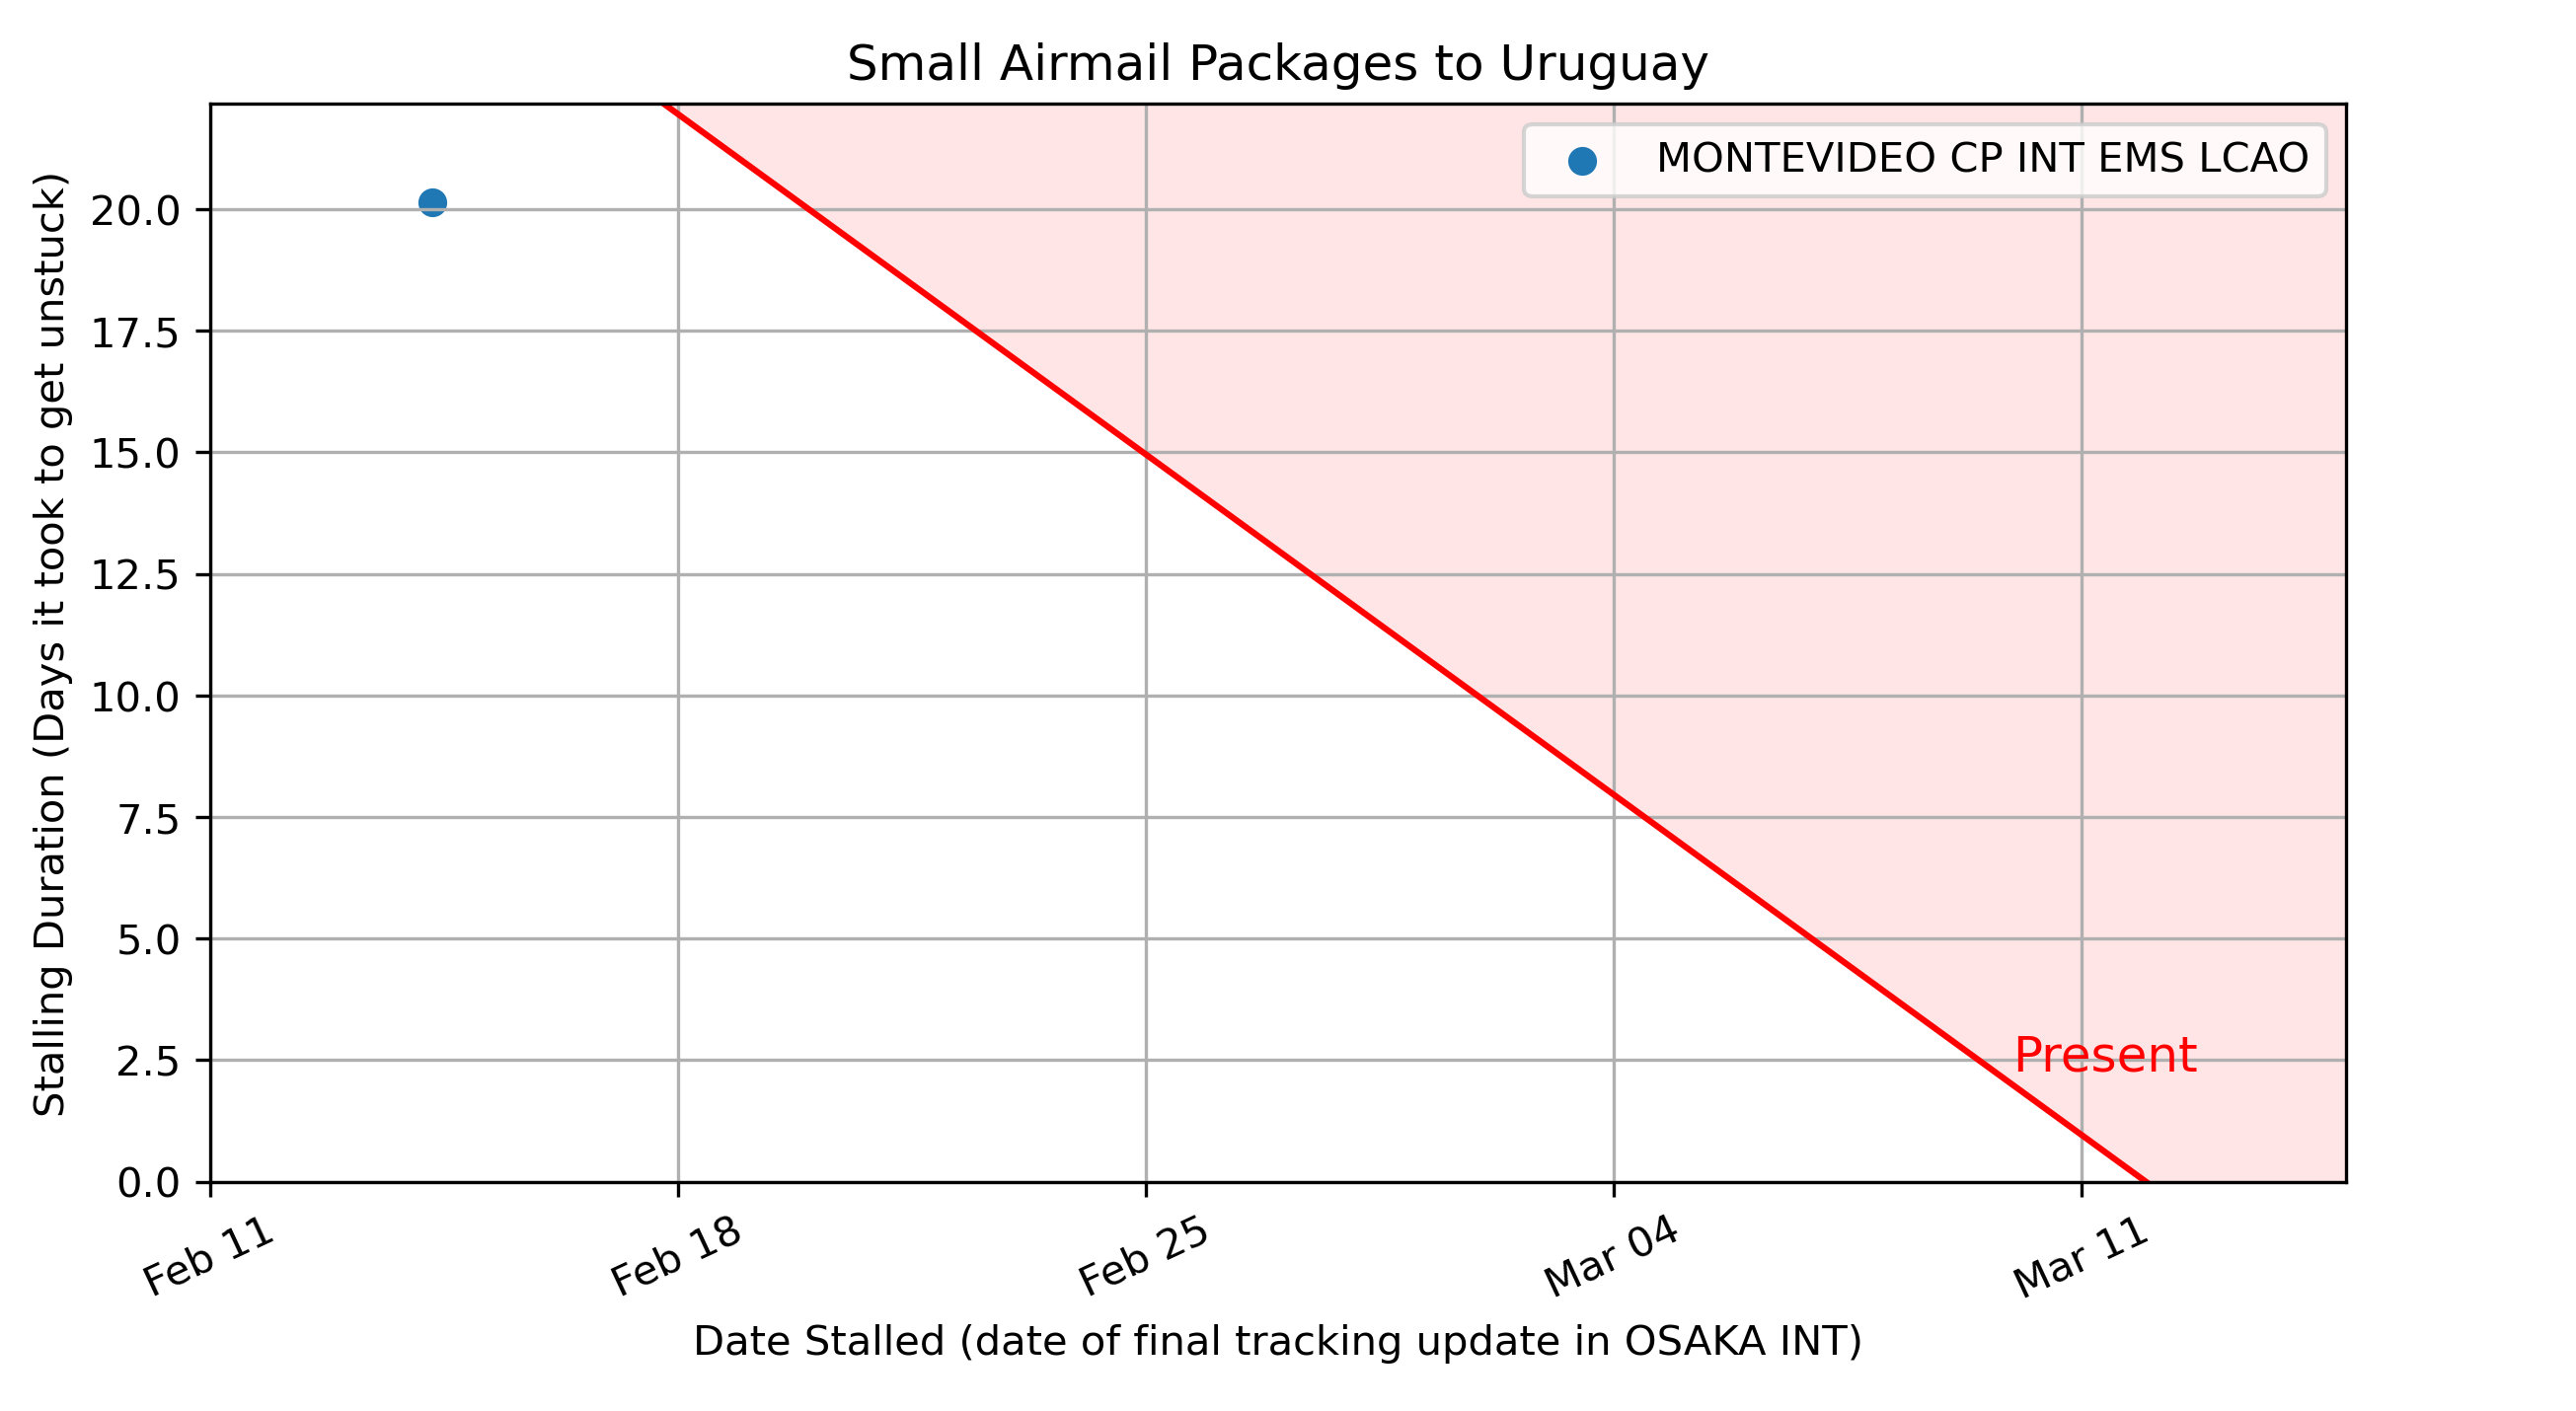 Small Airmail Packages to Uruguay
MONTEVIDEO CP INT EMS LCAO
Stalling Duration (Days it took to get unstuck)
20.0
17.5
15.0
12.5
10.0
7.5
5.0
2.5
0.0
Present
Feb 11
Feb 18
Feb 25
Mar 04
Mar 11
Date Stalled (date of final tracking update in OSAKA INT)